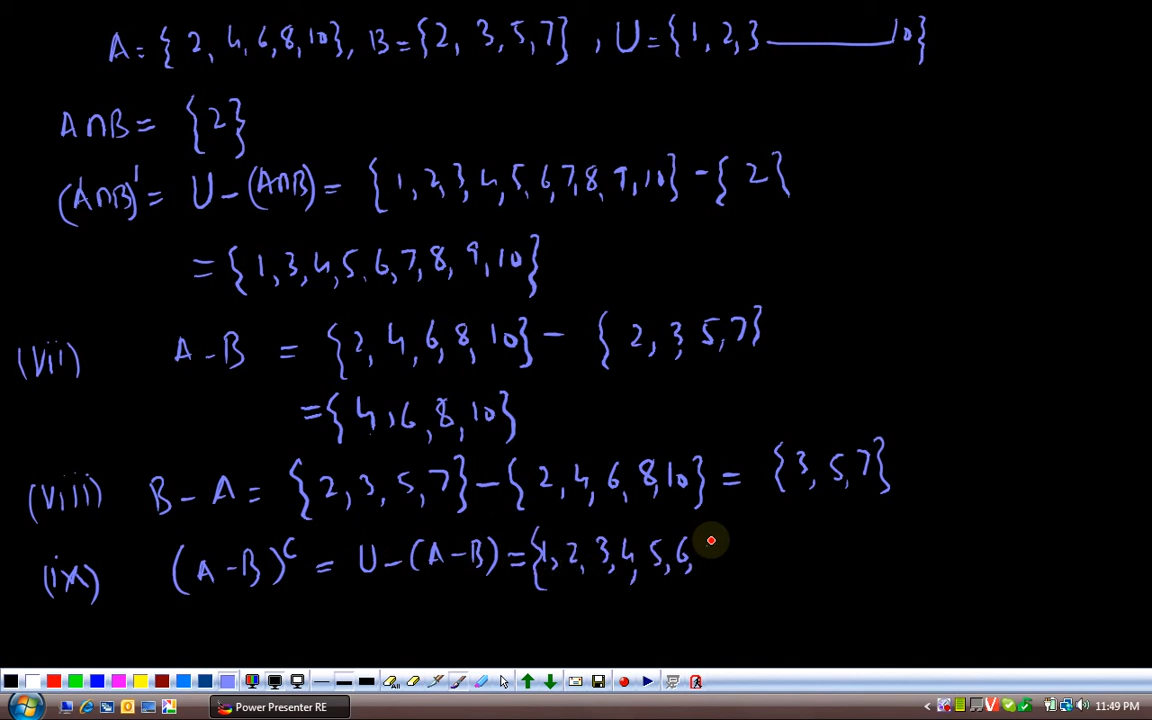 A = { 2, 4, 6, 8, 10}, B = {2, 3, 5, 7} , U = {1, 2, 3 ———— 10}
A∩B = {2}
(A∩B)' = U – (A∩B) = {1, 2, 3, 4, 5, 6, 7, 8, 9, 10} – {2}
= {1, 3, 4, 5, 6, 7, 8, 9, 10}
(vii) A – B = {2, 4, 6, 8, 10} – {2, 3, 5, 7}
= {4, 6, 8, 10}
(viii) B – A = {2, 3, 5, 7} – {2, 4, 6, 8, 10} = {3, 5, 7}
(ix) (A – B)ᶜ = U – (A – B) = {1, 2, 3, 4, 5, 6,
All
Power Presenter RE
11:49 PM